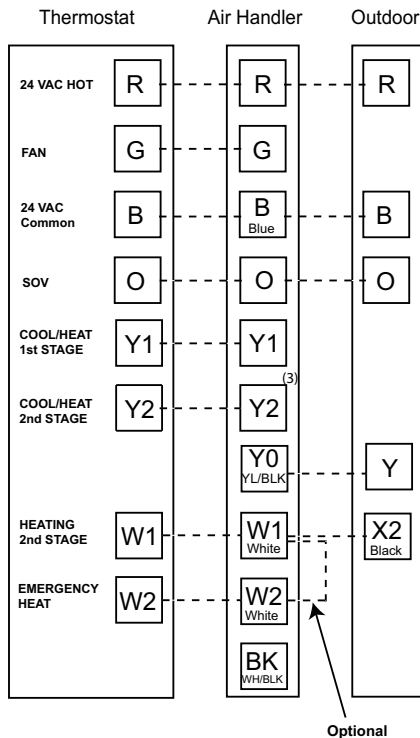 Thermostat Air Handler Outdoor
24 VAC HOT R R R
FAN G G
24 VAC
Common B B B
Blue
SOV O O O
COOL/HEAT
1st STAGE Y1 Y1
(3)
COOL/HEAT
2nd STAGE Y2 Y2
Y0 Y
YL/BLK
HEATING
2nd STAGE W1 W1 X2
White Black
EMERGENCY
HEAT W2 W2
White
BK
WH/BLK
Optional